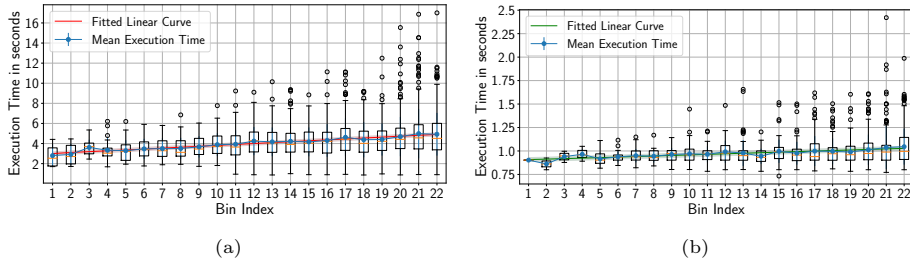 Execution Time in seconds
16
14
12
10
8
6
4
2
Fitted Linear Curve
Mean Execution Time
1 2 3 4 5 6 7 8 9 10 11 12 13 14 15 16 17 18 19 20 21 22
Bin Index
(a)
Execution Time in seconds
2.5
2.25
2.0
1.75
1.5
1.25
1.0
0.75
Fitted Linear Curve
Mean Execution Time
1 2 3 4 5 6 7 8 9 10 11 12 13 14 15 16 17 18 19 20 21 22
Bin Index
(b)